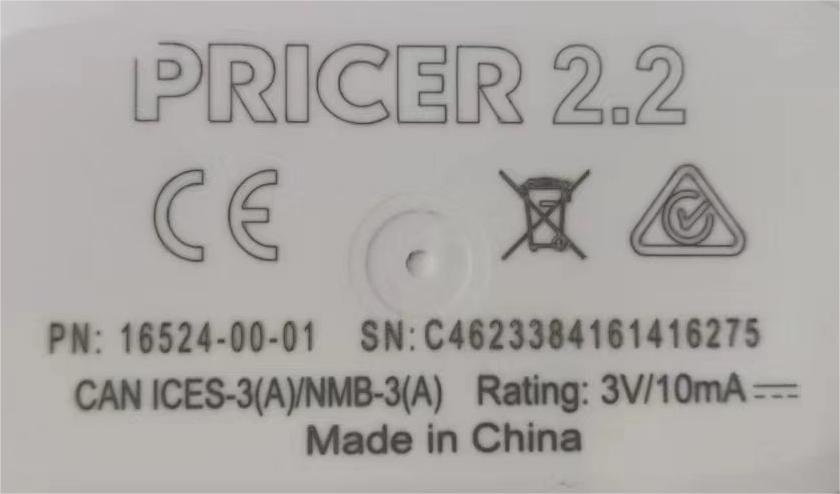 PRICER 2.2
CE
PN: 16524-00-01 SN: C4623384161416275
CAN ICES-3(A)/NMB-3(A) Rating: 3V/10mA⎓
Made in China